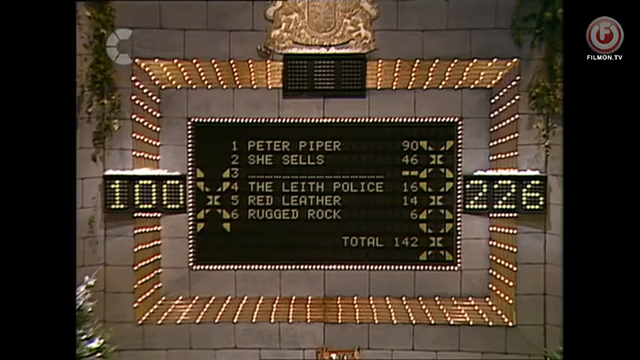 FILMON.TV
1 PETER PIPER 90
2 SHE SELLS 46
3 _________________ --
4 THE LEITH POLICE 16
5 RED LEATHER 14
6 RUGGED ROCK 6
TOTAL 142
100
226